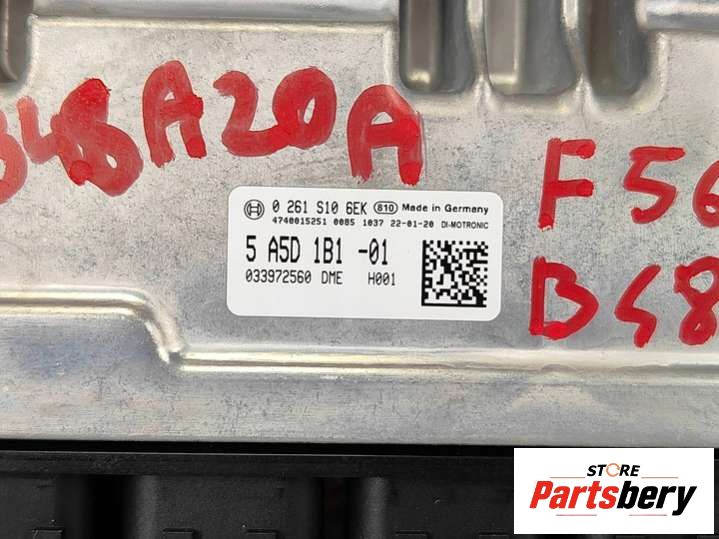 B48A20A
0 261 S10 6EK 810 Made in Germany
4740015251 0085 1037 22-01-20 DI-MOTRONIC
5 A5D 1B1 -01
033972560 DME H001
F56
B48
STORE
Partsbery